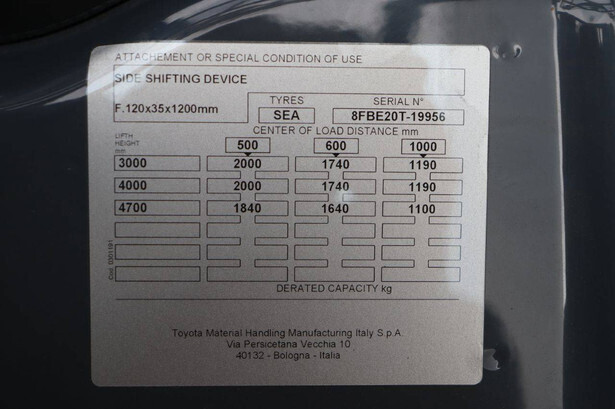 ATTACHEMENT OR SPECIAL CONDITION OF USE
SIDE SHIFTING DEVICE
F.120x35x1200mm
TYRES
SEA
SERIAL N°
8FBE20T-19956
CENTER OF LOAD DISTANCE mm
LIFTH
HEIGHT
mm
500 600 1000
3000 2000 1740 1190
4000 2000 1740 1190
4700 1840 1640 1100
DERATED CAPACITY kg
Toyota Material Handling Manufacturing Italy S.p.A.
Via Persicetana Vecchia 10
40132 - Bologna - Italia